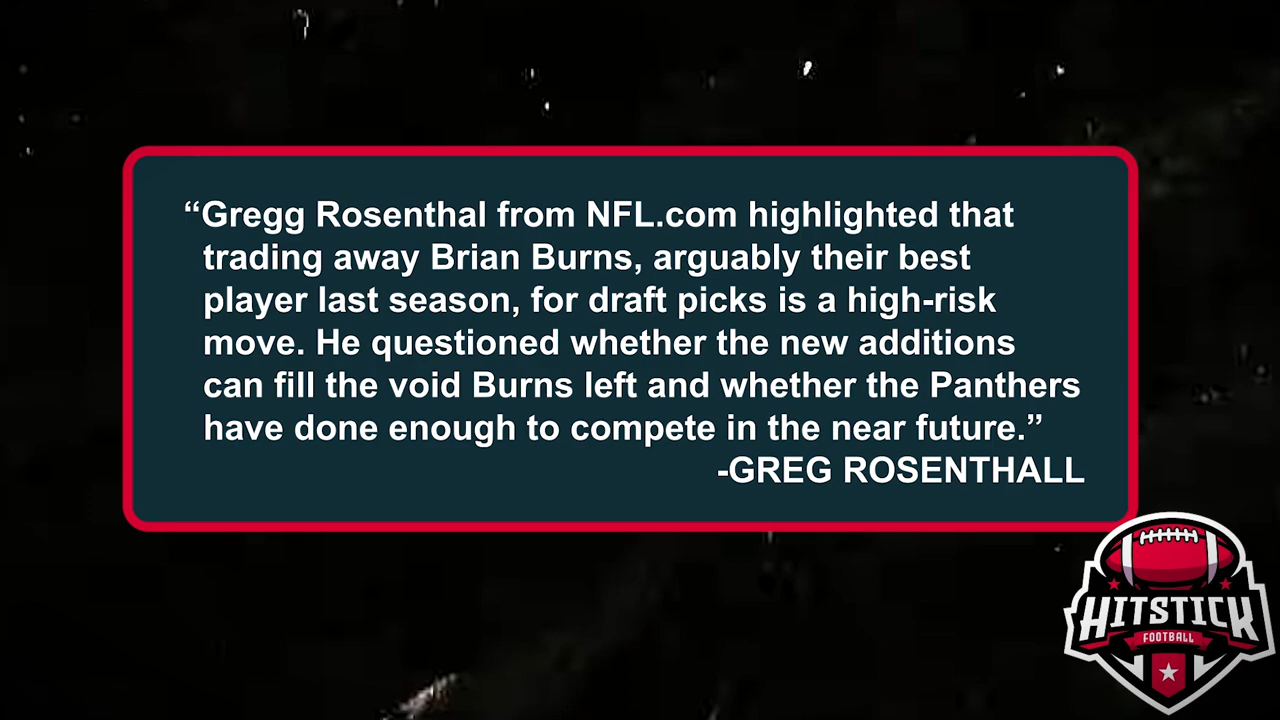 “Gregg Rosenthal from NFL.com highlighted that
trading away Brian Burns, arguably their best
player last season, for draft picks is a high-risk
move. He questioned whether the new additions
can fill the void Burns left and whether the Panthers
have done enough to compete in the near future.”
-GREG ROSENTHALL
HITSTICK
FOOTBALL